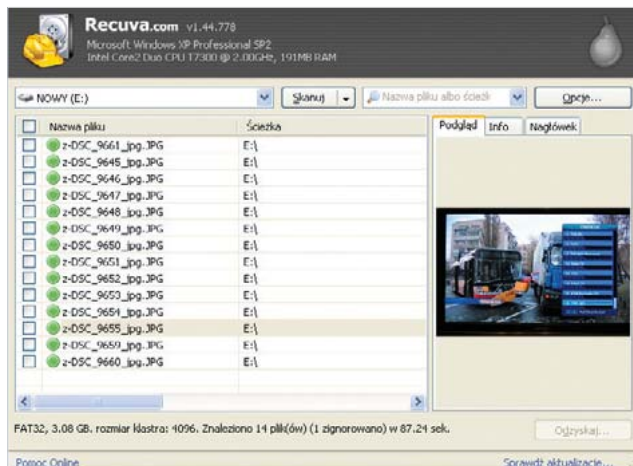 Recuva.com v1.44.778
Microsoft Windows XP Professional SP2
Intel Core2 Duo CPU T7300 @ 2.00GHz, 191MB RAM
NOWY (E:) Skanuj Nazwa pliku albo ścieżk Opcje...
Nazwa pliku Ścieżka Podgląd Info Nagłówek
z-DSC_9661_jpg.JPG E:\
z-DSC_9645_jpg.JPG E:\
z-DSC_9646_jpg.JPG E:\
z-DSC_9647_jpg.JPG E:\
z-DSC_9648_jpg.JPG E:\
z-DSC_9649_jpg.JPG E:\
z-DSC_9650_jpg.JPG E:\
z-DSC_9651_jpg.JPG E:\
z-DSC_9652_jpg.JPG E:\
z-DSC_9653_jpg.JPG E:\
z-DSC_9654_jpg.JPG E:\
z-DSC_9655_jpg.JPG E:\
z-DSC_9659_jpg.JPG E:\
z-DSC_9660_jpg.JPG E:\
FAT32, 3.08 GB. rozmiar klastra: 4096. Znaleziono 14 plik(ów) (1 zignorowano) w 87.24 sek. Odzyskaj...
Pomoc Online Sprawdź aktualizacje...